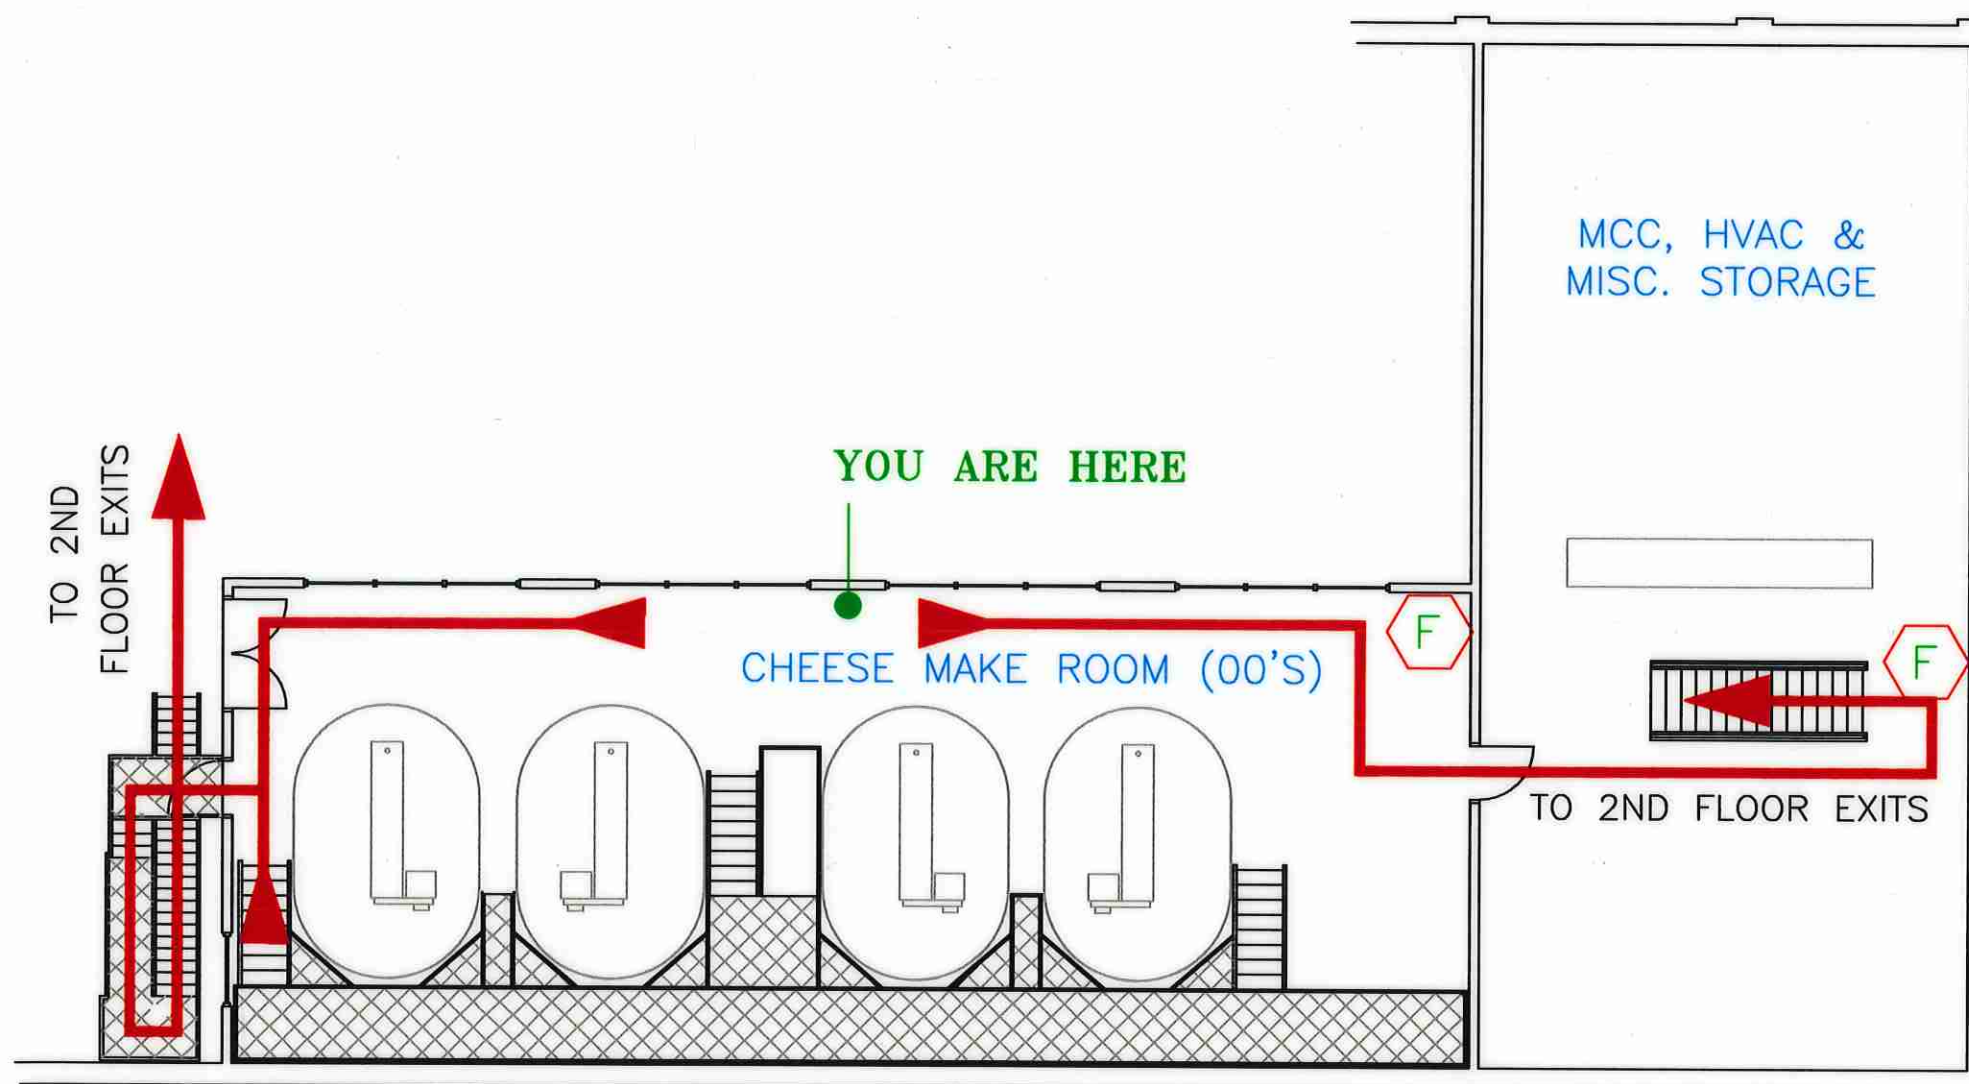 MCC, HVAC &
MISC. STORAGE
TO 2ND
FLOOR EXITS
YOU ARE HERE
F
F
CHEESE MAKE ROOM (00'S)
TO 2ND FLOOR EXITS